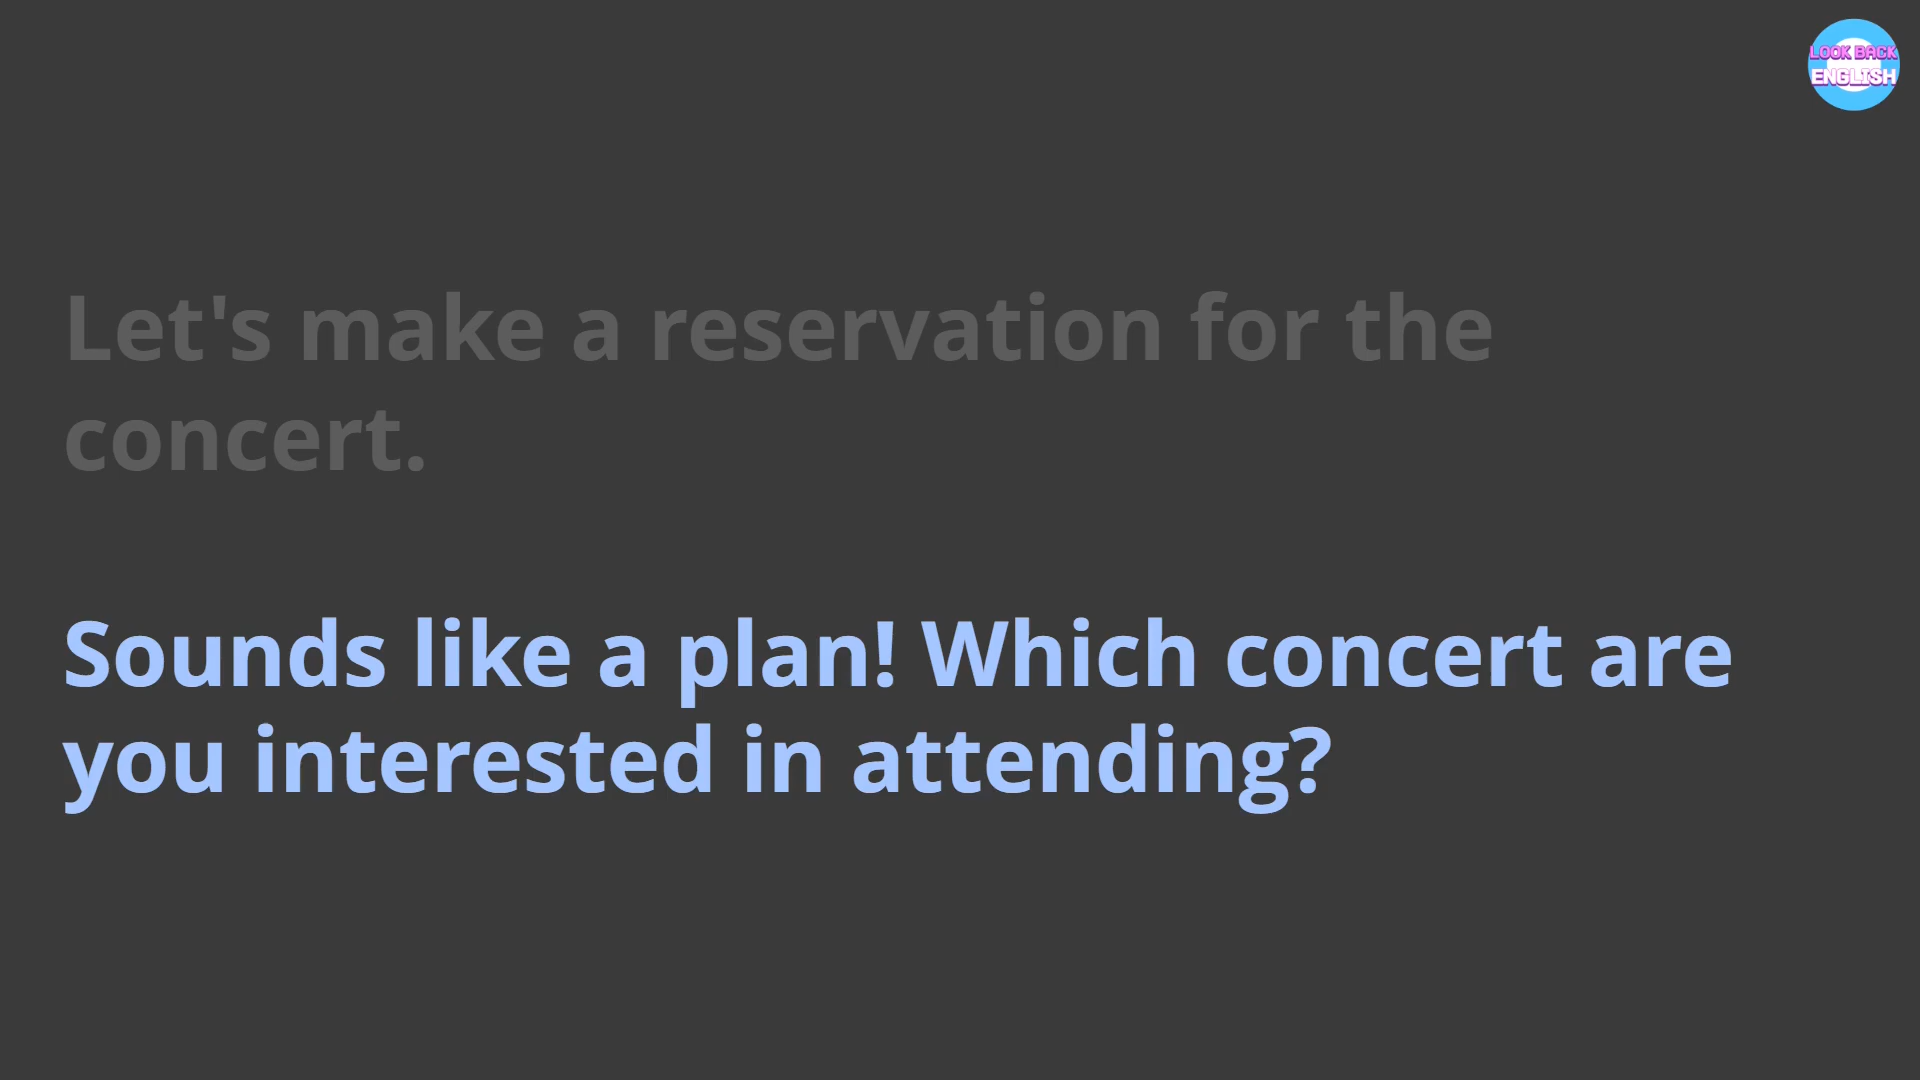 LOOK BACK
ENGLISH
Let's make a reservation for the
concert.
Sounds like a plan! Which concert are
you interested in attending?